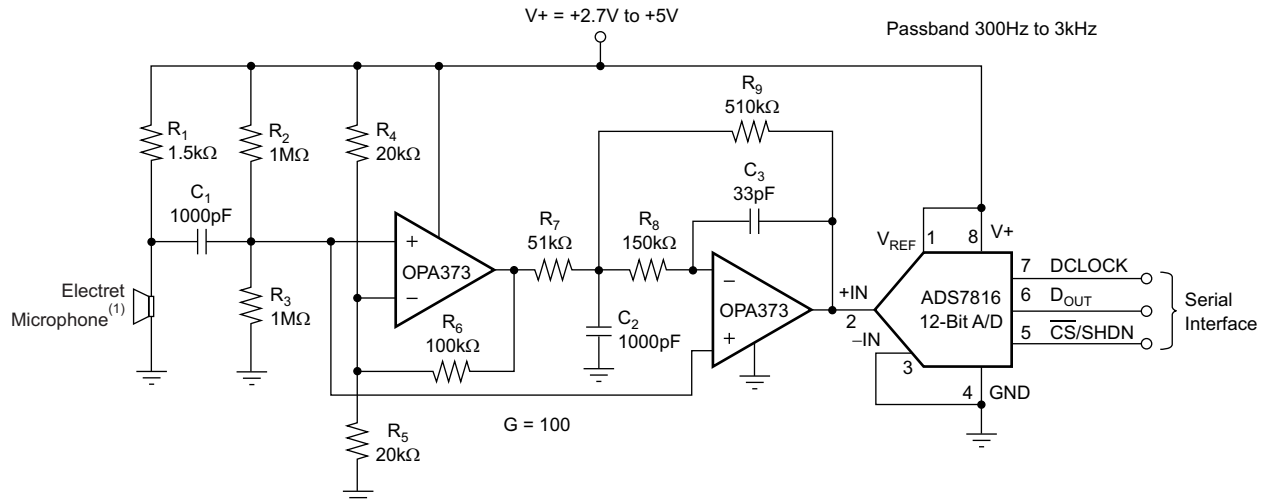 V+ = +2.7V to +5V
Passband 300Hz to 3kHz
R9
510kΩ
R1
1.5kΩ
R2
1MΩ
R4
20kΩ
C3
33pF
C1
1000pF
R7
51kΩ
R8
150kΩ
VREF
1
8
V+
+
OPA373
−
−
OPA373
+
7
DCLOCK
Electret
Microphone(1)
R3
1MΩ
R6
100kΩ
C2
1000pF
+IN
2
−IN
3
ADS7816
12-Bit A/D
6
DOUT
5
CS/SHDN
Serial
Interface
4
GND
R5
20kΩ
G = 100